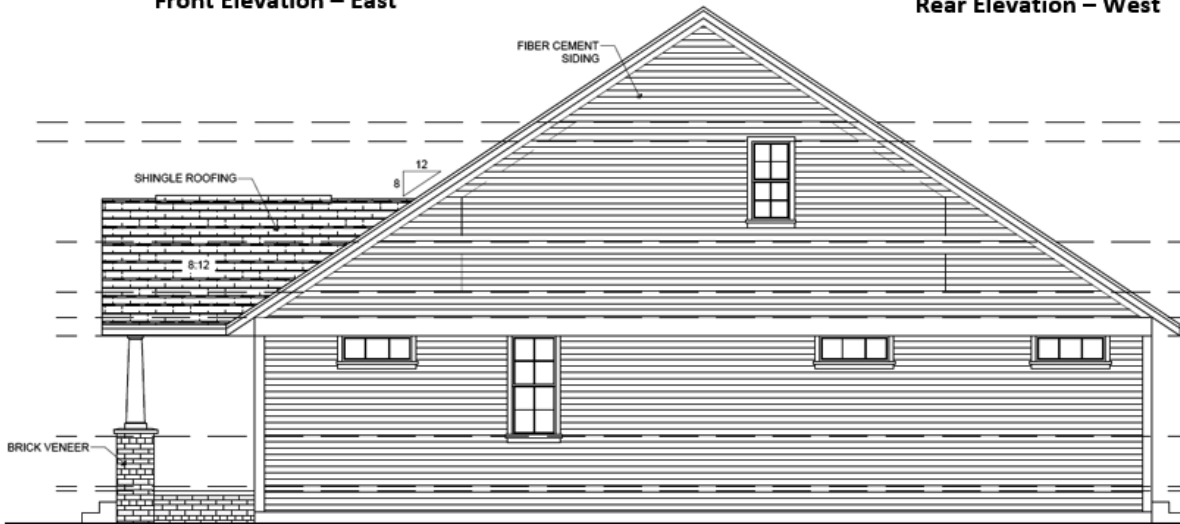 Front Elevation – East
Rear Elevation – West
FIBER CEMENT
SIDING
12
8
SHINGLE ROOFING
8:12
BRICK VENEER